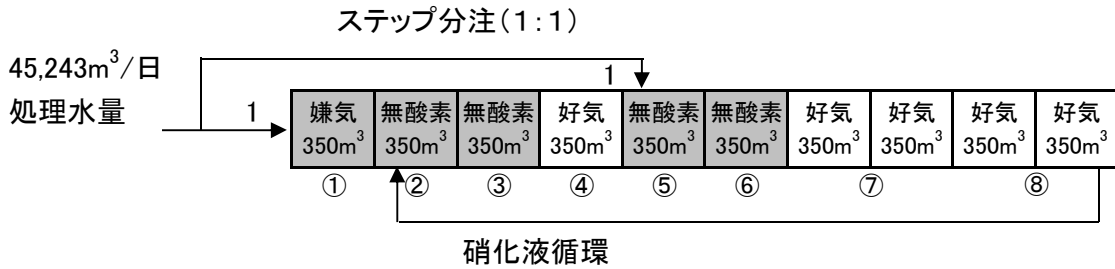 ステップ分注(1:1)
45,243m³/日
処理水量
1
1
嫌気 無酸素 無酸素 好気 無酸素 無酸素 好気 好気 好気 好気
350m³ 350m³ 350m³ 350m³ 350m³ 350m³ 350m³ 350m³ 350m³ 350m³
① ② ③ ④ ⑤ ⑥ ⑦ ⑧
硝化液循環